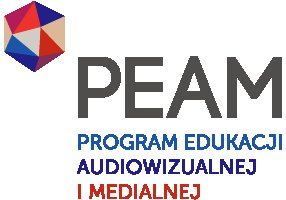 PEAM
PROGRAM EDUKACJI
AUDIOWIZUALNEJ
I MEDIALNEJ